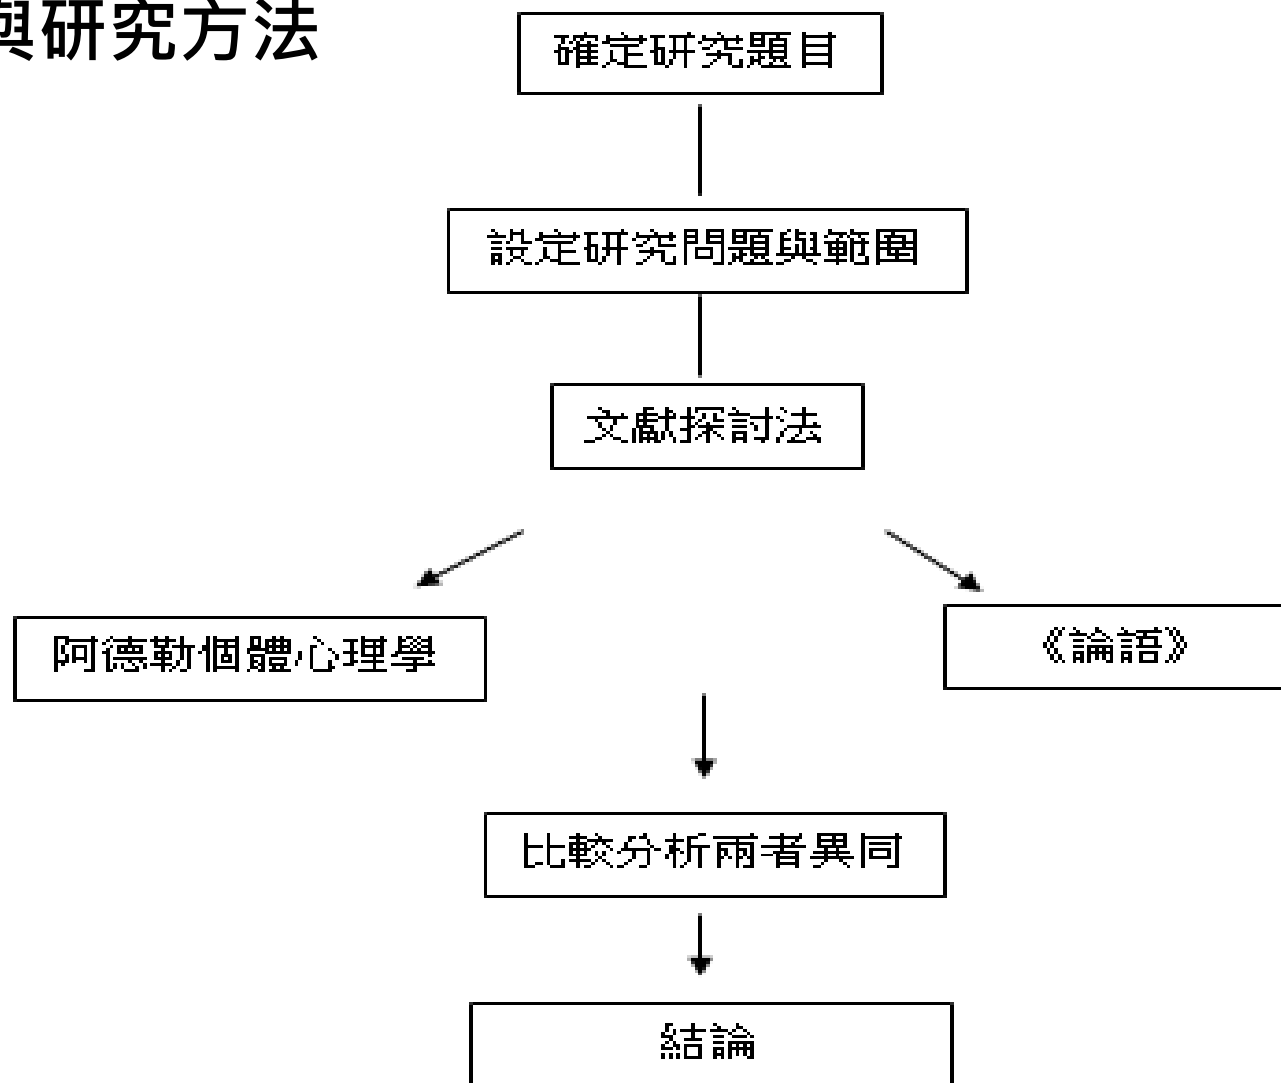 與研究方法
確定研究題目
設定研究問題與範圍
文獻探討法
阿德勒個體心理學
《論語》
比較分析兩者異同
結論